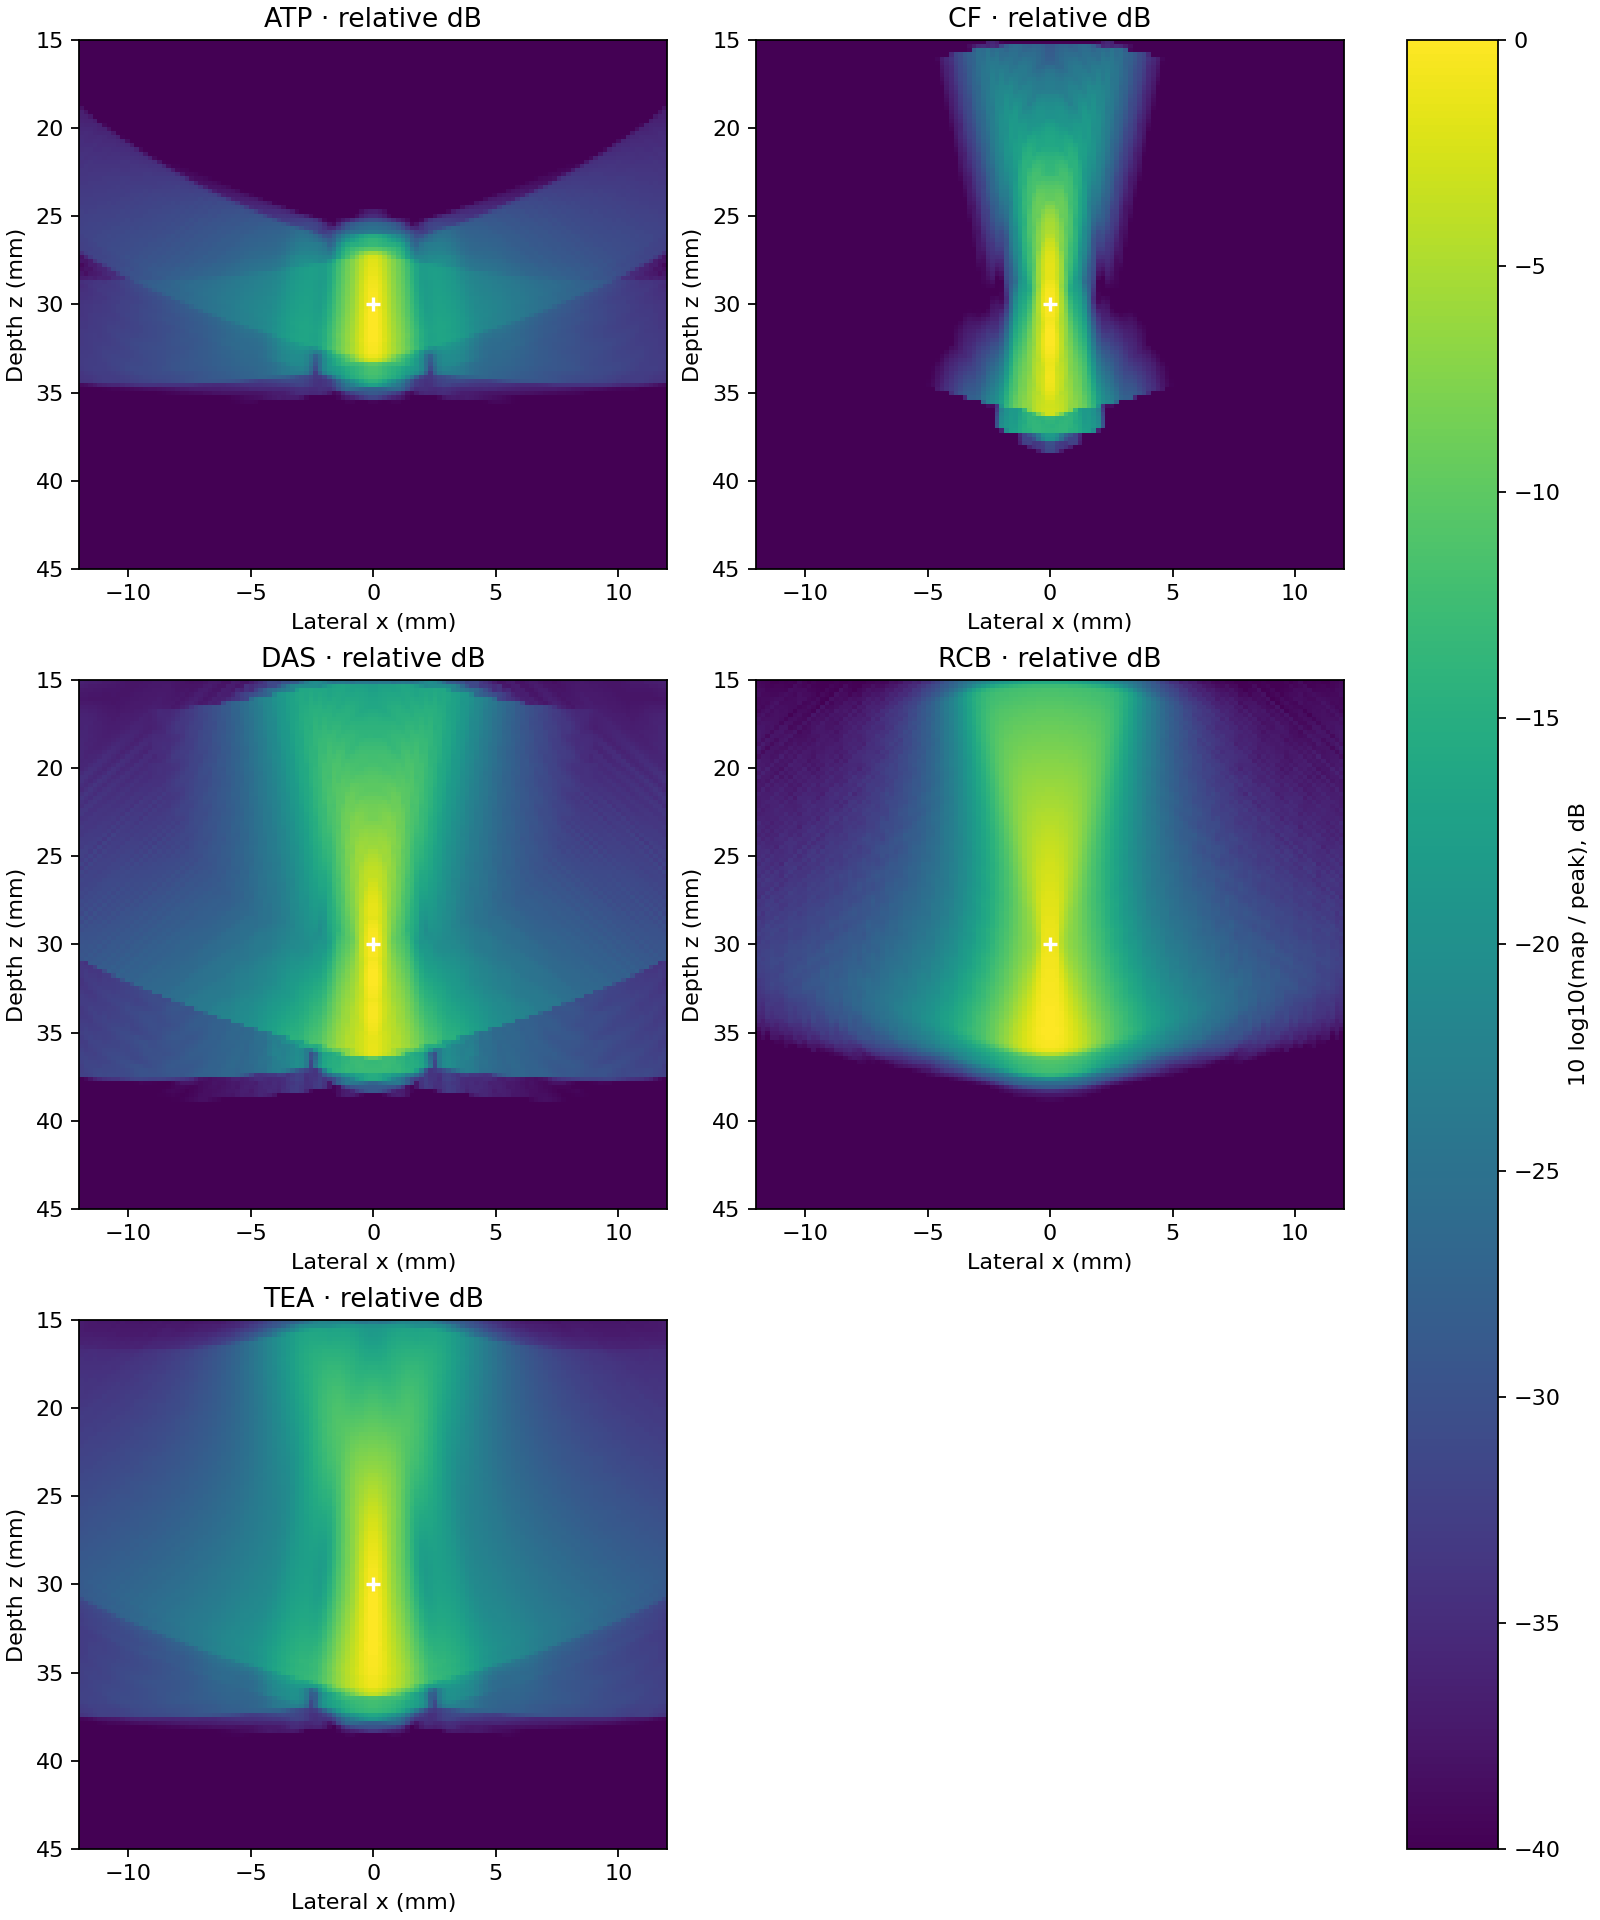 ATP · relative dB
15
20
25
30
35
40
45
Depth z (mm)
−10 −5 0 5 10
Lateral x (mm)
CF · relative dB
15
20
25
30
35
40
45
Depth z (mm)
−10 −5 0 5 10
Lateral x (mm)
DAS · relative dB
15
20
25
30
35
40
45
Depth z (mm)
−10 −5 0 5 10
Lateral x (mm)
RCB · relative dB
15
20
25
30
35
40
45
Depth z (mm)
−10 −5 0 5 10
Lateral x (mm)
TEA · relative dB
15
20
25
30
35
40
45
Depth z (mm)
−10 −5 0 5 10
Lateral x (mm)
0
−5
−10
−15
−20
−25
−30
−35
−40
10 log10(map / peak), dB